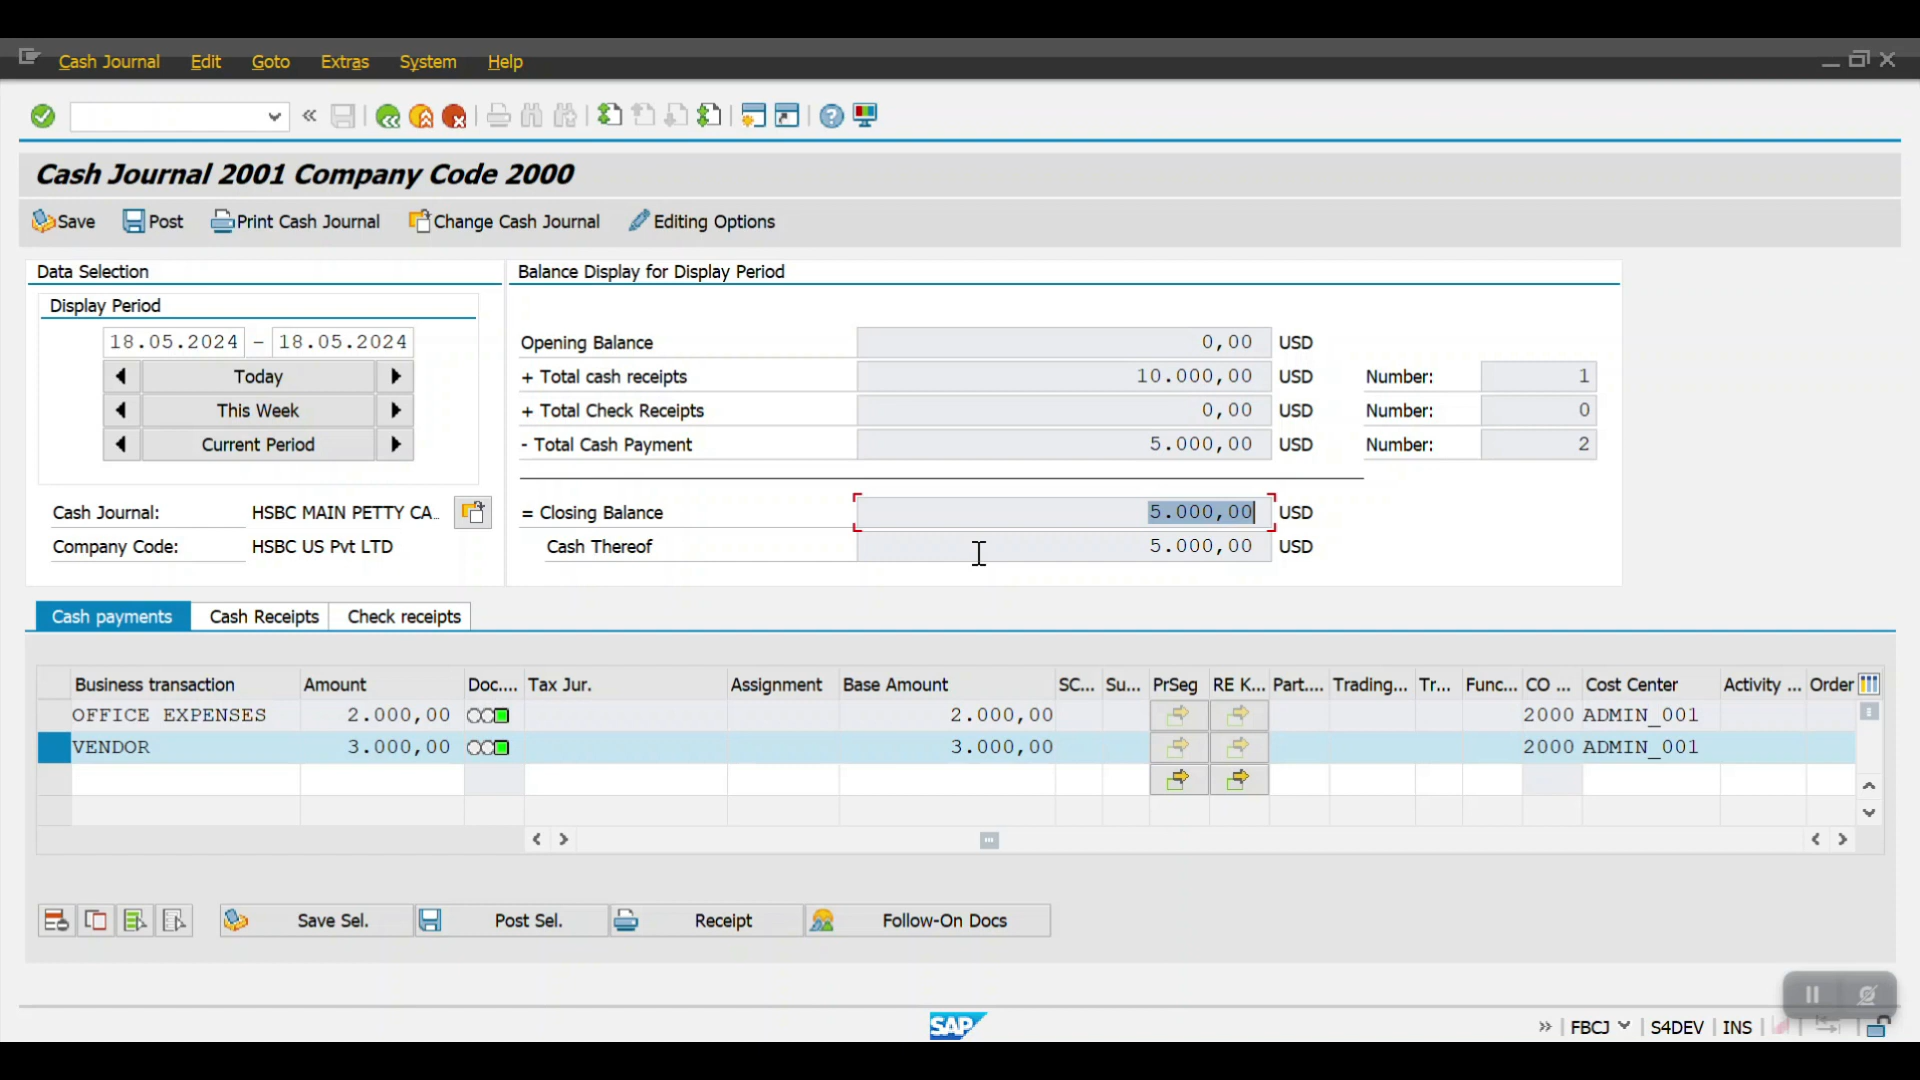 Cash Journal Edit Goto Extras System Help
Cash Journal 2001 Company Code 2000
Save Post Print Cash Journal Change Cash Journal Editing Options
Data Selection
Display Period
18.05.2024 - 18.05.2024
Today
This Week
Current Period
Cash Journal: HSBC MAIN PETTY CA..
Company Code: HSBC US Pvt LTD
Balance Display for Display Period
Opening Balance 0,00 USD
+ Total cash receipts 10.000,00 USD Number: 1
+ Total Check Receipts 0,00 USD Number: 0
- Total Cash Payment 5.000,00 USD Number: 2
= Closing Balance 5.000,00 USD
Cash Thereof 5.000,00 USD
Cash payments Cash Receipts Check receipts
Business transaction Amount Doc.... Tax Jur. Assignment Base Amount SC... Su... PrSeg RE K... Part.... Trading... Tr... Func... CO ... Cost Center Activity ... Order
OFFICE EXPENSES 2.000,00 2.000,00 2000 ADMIN_001
VENDOR 3.000,00 3.000,00 2000 ADMIN_001
Save Sel. Post Sel. Receipt Follow-On Docs
SAP
FBCJ S4DEV INS